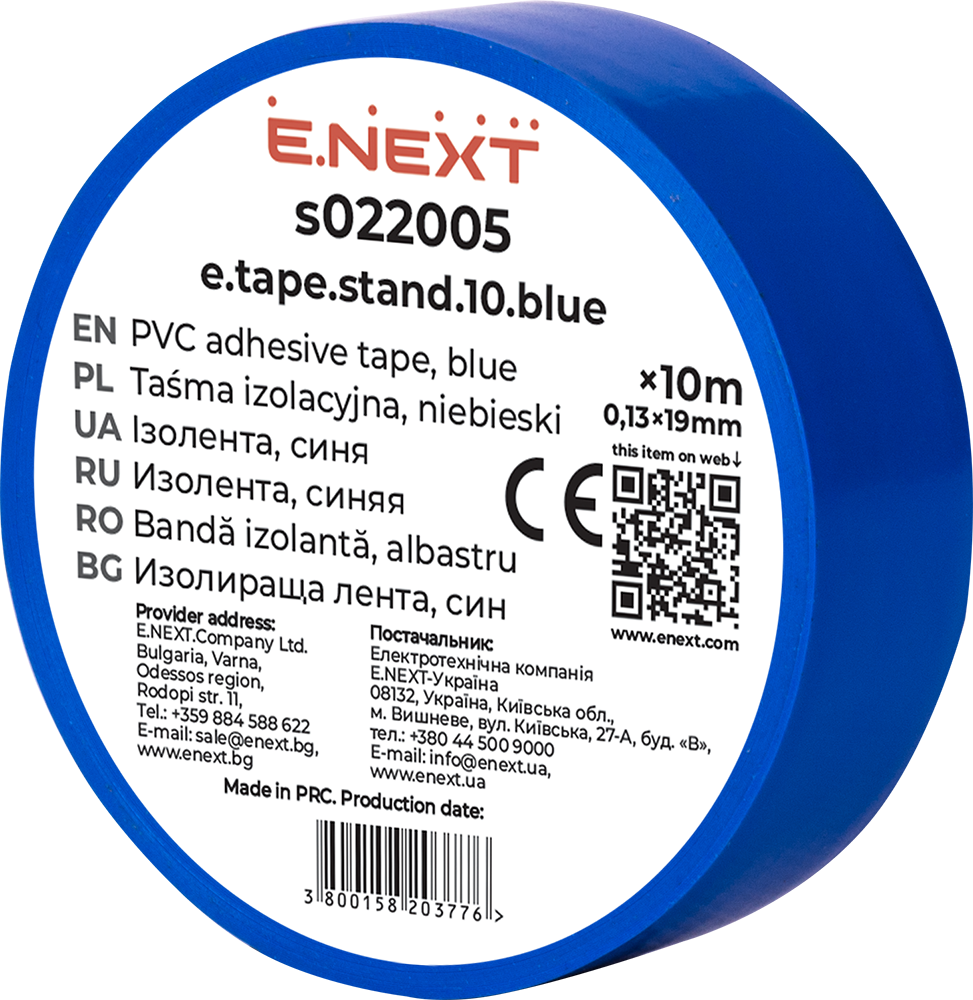 E.NEXT
s022005
e.tape.stand.10.blue
EN PVC adhesive tape, blue
PL Taśma izolacyjna, niebieski
UA Ізолента, синя
RU Изолента, синяя
RO Bandă izolantă, albastru
BG Изолираща лента, син
×10m
0,13×19mm
this item on web↓
CE
www.enext.com
Provider address:
E.NEXT.Company Ltd.
Bulgaria, Varna,
Odessos region,
Rodopi str. 11,
Tel.: +359 884 588 622
E-mail: sale@enext.bg,
www.enext.bg
Постачальник:
Електротехнічна компанія
E.NEXT-Україна
08132, Україна, Київська обл.,
м. Вишневе, вул. Київська, 27-А, буд. «В»,
тел.: +380 44 500 9000
E-mail: info@enext.ua,
www.enext.ua
Made in PRC. Production date:
3 800158 203776 >